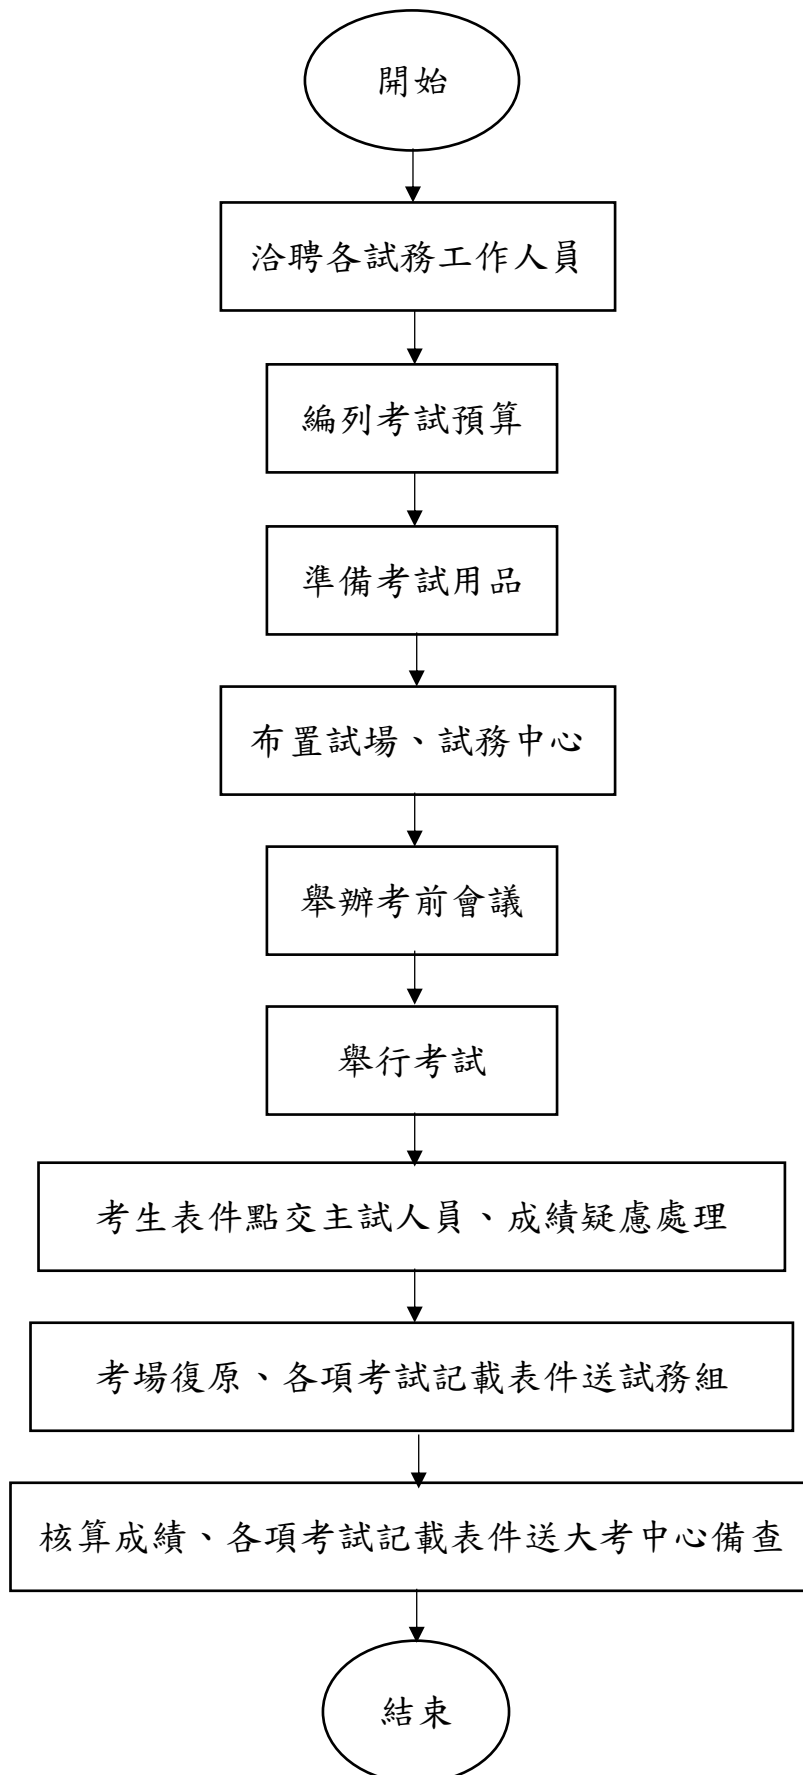 開始
洽聘各試務工作人員
編列考試預算
準備考試用品
布置試場、試務中心
舉辦考前會議
舉行考試
考生表件點交主試人員、成績疑慮處理
考場復原、各項考試記載表件送試務組
核算成績、各項考試記載表件送大考中心備查
結束